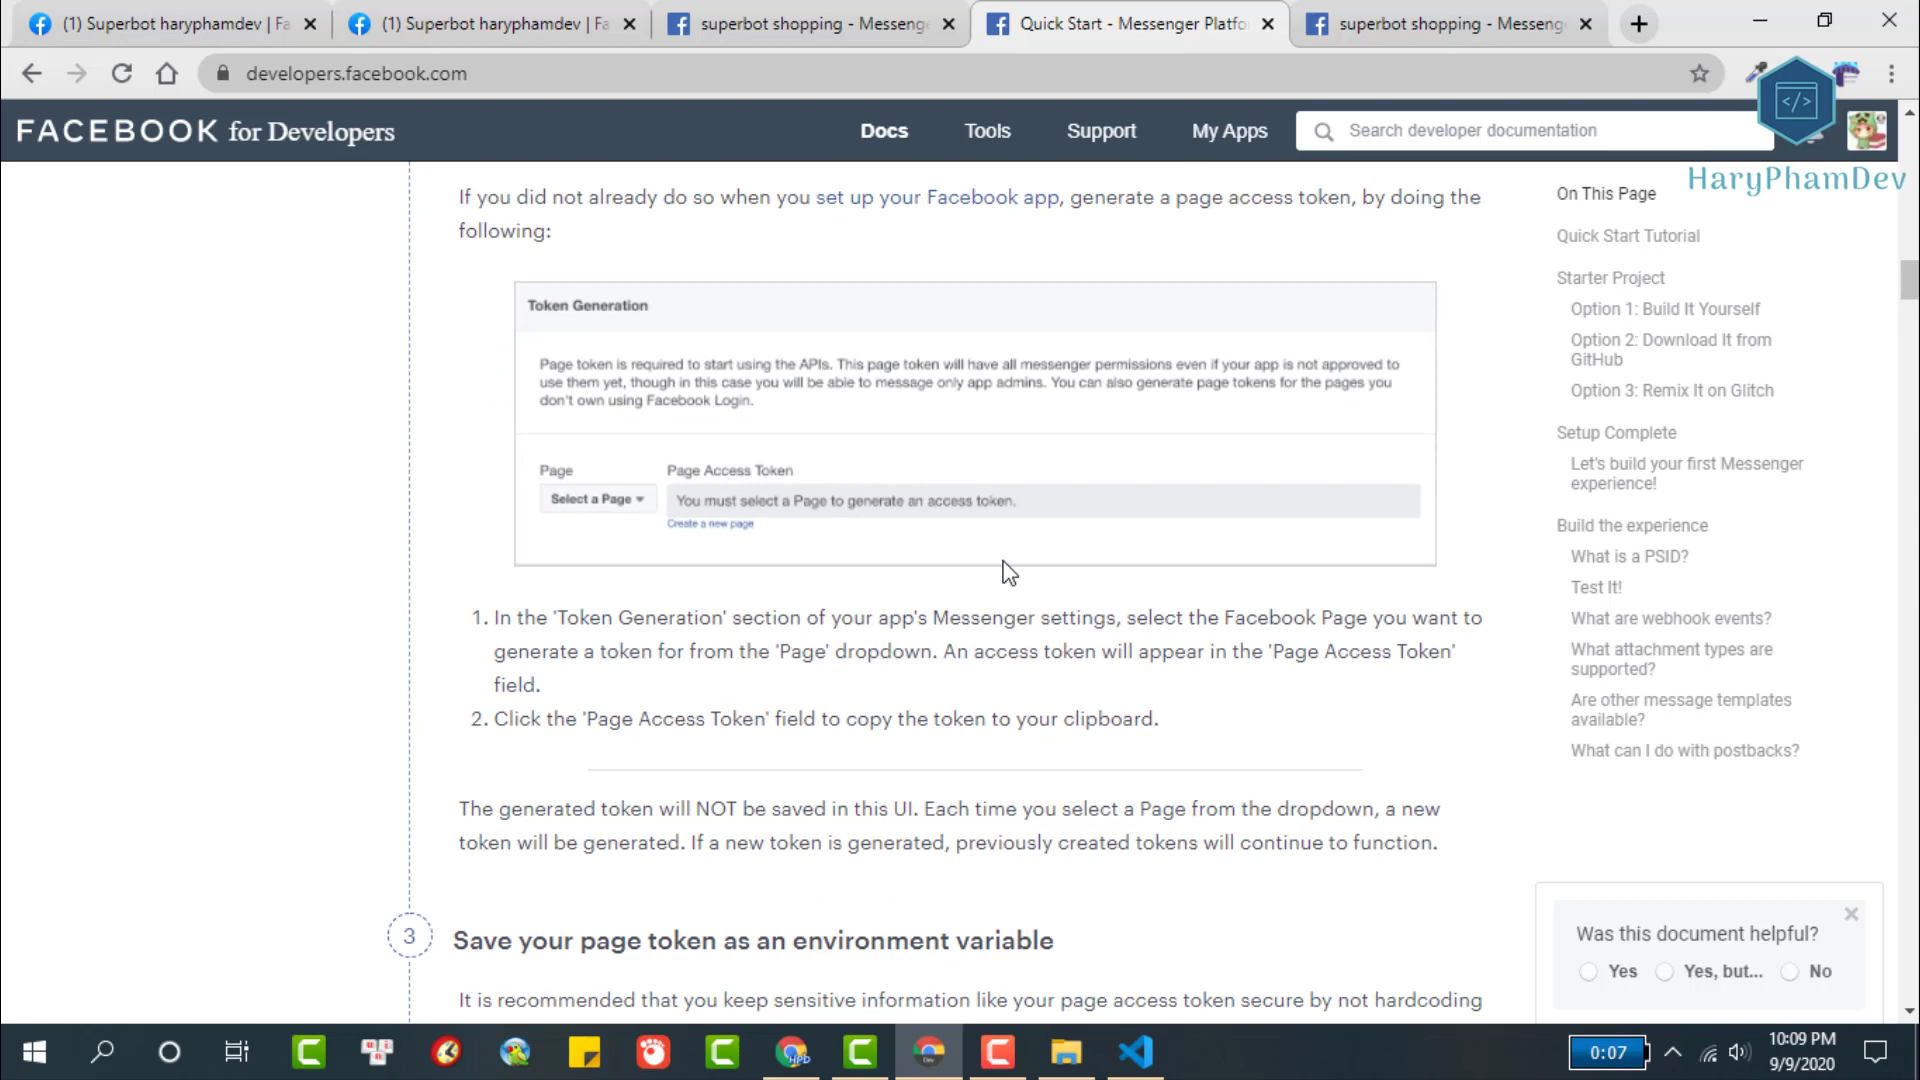 (1) Superbot haryphamdev | Fa
(1) Superbot haryphamdev | Fa
superbot shopping - Messenge
Quick Start - Messenger Platfo
superbot shopping - Messeng
developers.facebook.com
FACEBOOK for Developers
Docs
Tools
Support
My Apps
Search developer documentation
HaryPhamDev
If you did not already do so when you set up your Facebook app, generate a page access token, by doing the
following:
Token Generation
Page token is required to start using the APIs. This page token will have all messenger permissions even if your app is not approved to
use them yet, though in this case you will be able to message only app admins. You can also generate page tokens for the pages you
don't own using Facebook Login.
Page
Page Access Token
Select a Page
You must select a Page to generate an access token.
Create a new page
1. In the 'Token Generation' section of your app's Messenger settings, select the Facebook Page you want to
generate a token for from the 'Page' dropdown. An access token will appear in the 'Page Access Token'
field.
2. Click the 'Page Access Token' field to copy the token to your clipboard.
The generated token will NOT be saved in this UI. Each time you select a Page from the dropdown, a new
token will be generated. If a new token is generated, previously created tokens will continue to function.
3
Save your page token as an environment variable
It is recommended that you keep sensitive information like your page access token secure by not hardcoding
On This Page
Quick Start Tutorial
Starter Project
Option 1: Build It Yourself
Option 2: Download It from
GitHub
Option 3: Remix It on Glitch
Setup Complete
Let's build your first Messenger
experience!
Build the experience
What is a PSID?
Test It!
What are webhook events?
What attachment types are
supported?
Are other message templates
available?
What can I do with postbacks?
Was this document helpful?
Yes
Yes, but...
No
0:07
10:09 PM
9/9/2020